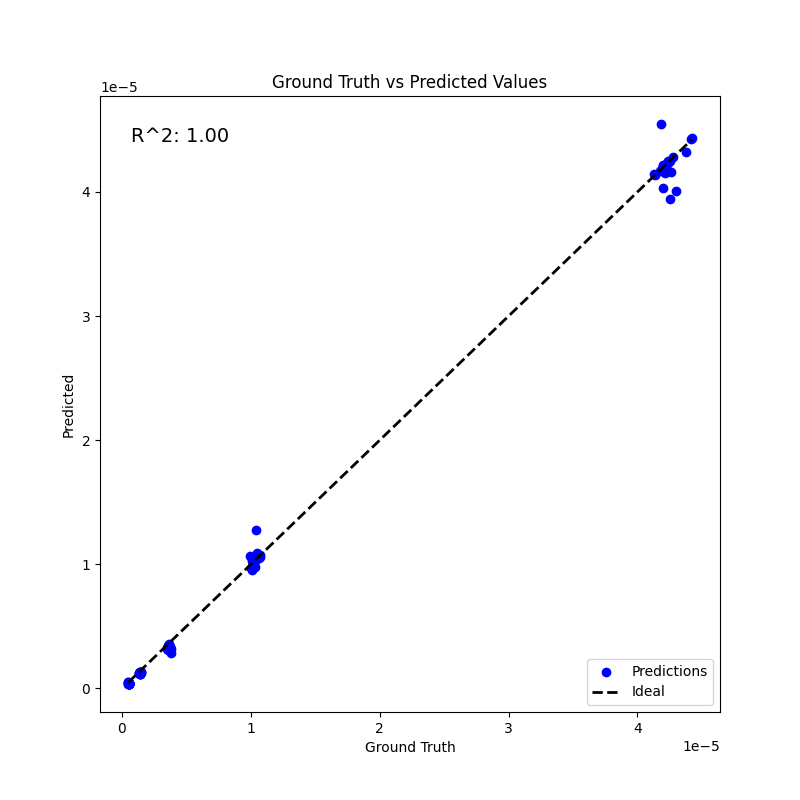 Ground Truth vs Predicted Values
1e−5
R^2: 1.00
4
3
2
1
0
Predicted
Predictions
Ideal
0 1 2 3 4
Ground Truth
1e−5